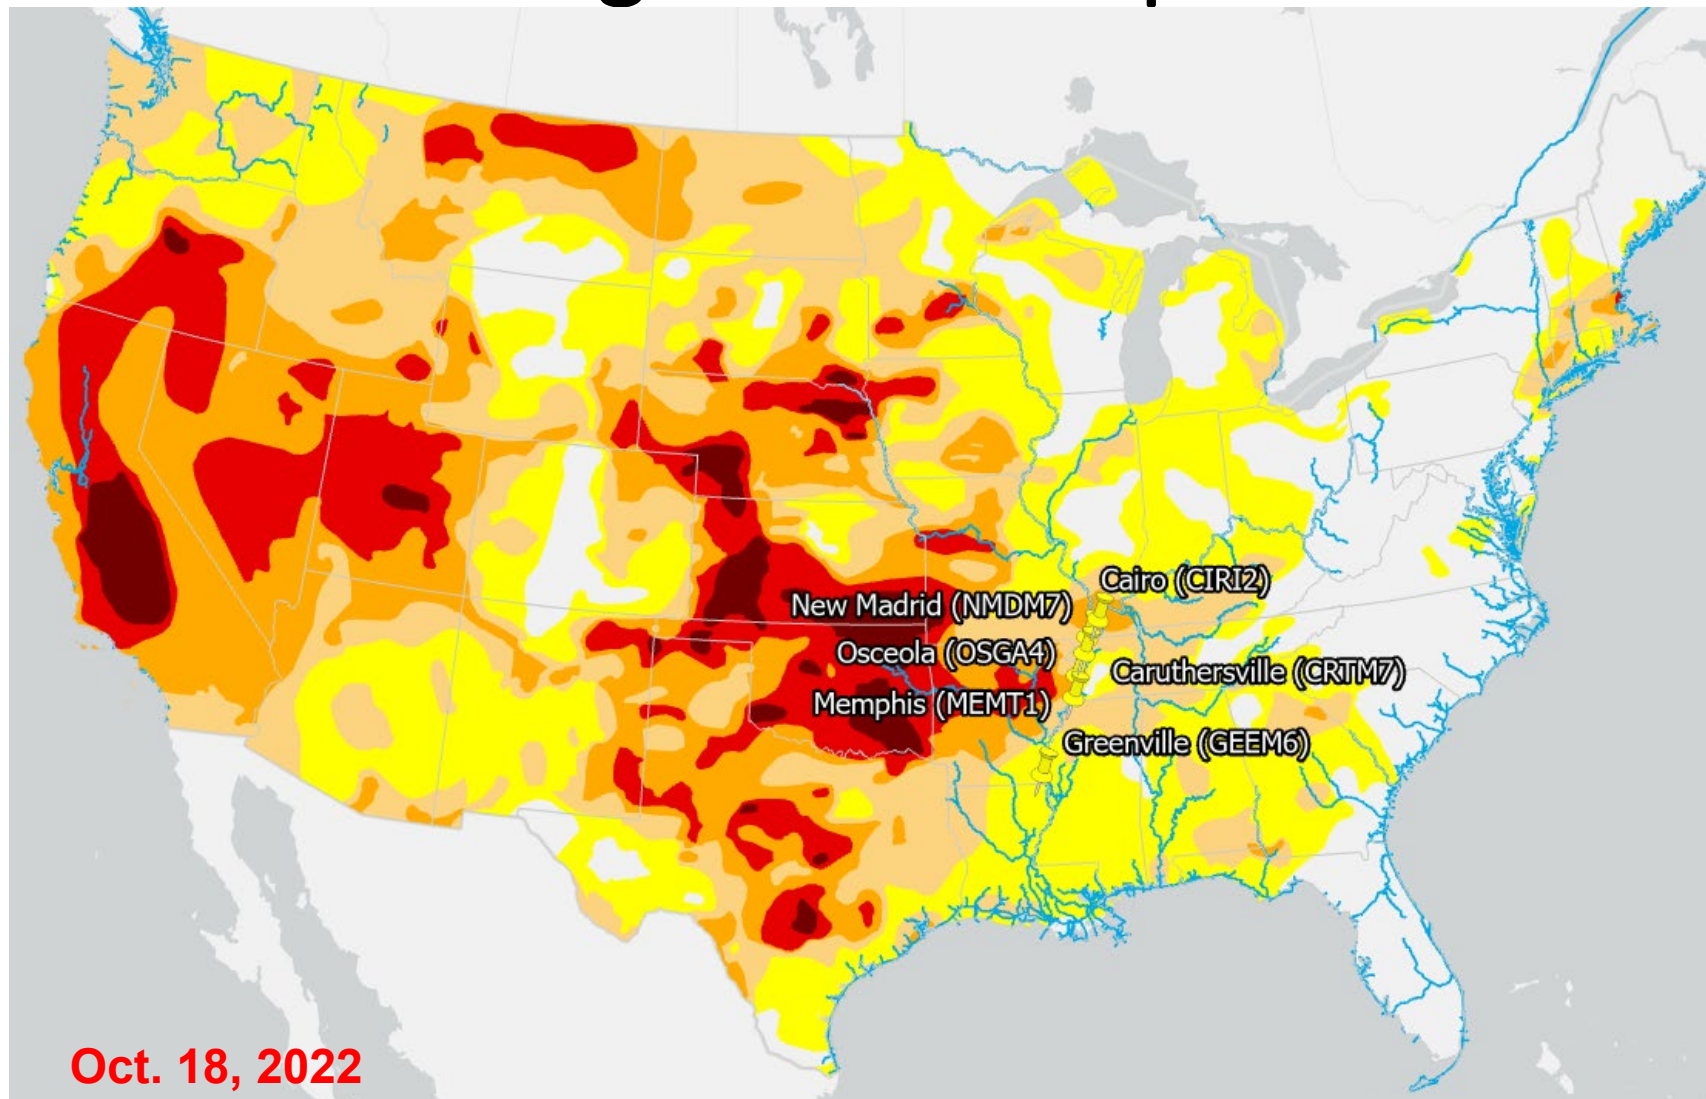 Cairo (CIRI2)
New Madrid (NMDM7)
Osceola (OSGA4)
Caruthersville (CRTM7)
Memphis (MEMT1)
Greenville (GEEM6)
Oct. 18, 2022